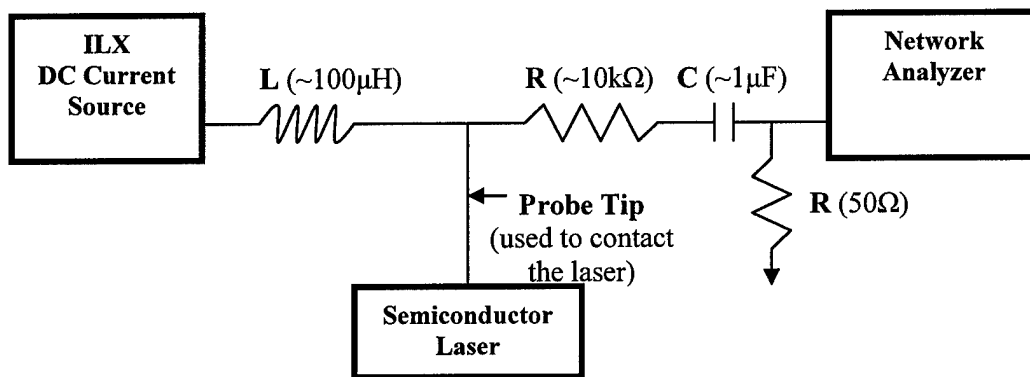 ILX
DC Current
Source
L (~100μH)
R (~10kΩ)
C (~1μF)
Network
Analyzer
R (50Ω)
Probe Tip
(used to contact
the laser)
Semiconductor
Laser